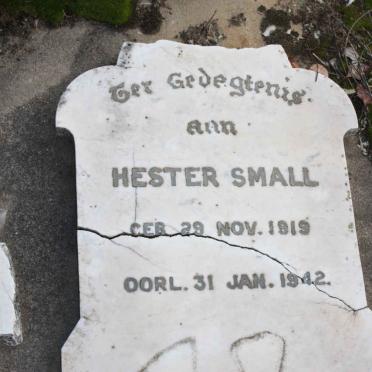 Ter Gedagtenis
aan
HESTER SMALL
GEB. 29 NOV. 1919
OORL. 31 JAN. 1942.